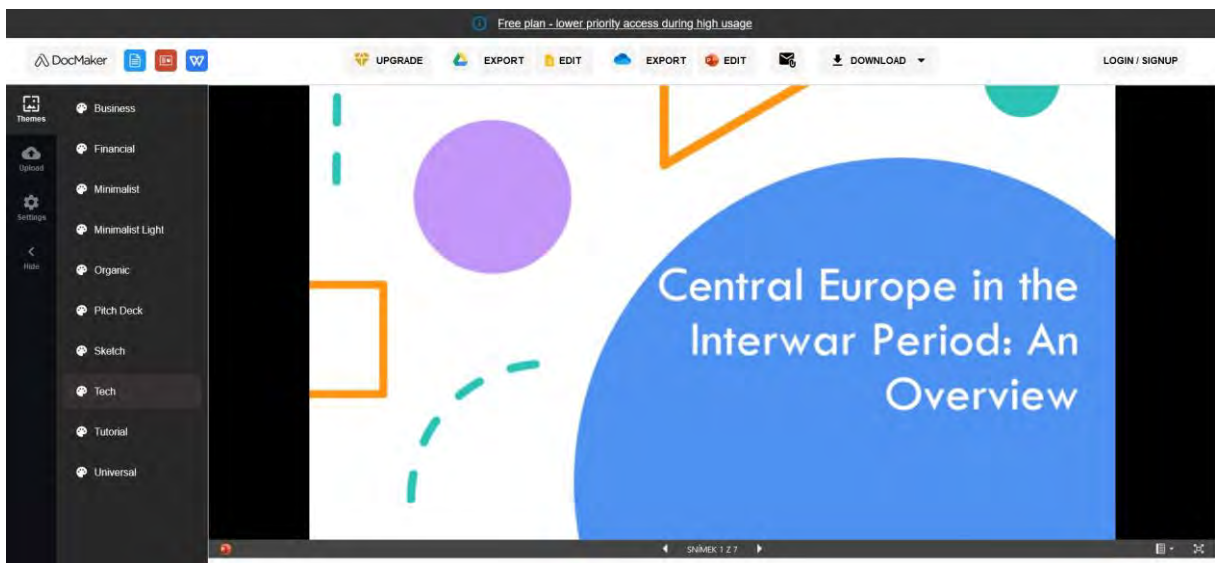 Free plan - lower priority access during high usage
DocMaker
UPGRADE EXPORT EDIT EXPORT EDIT DOWNLOAD LOGIN / SIGNUP
Themes
Upload
Settings
Hide
Business
Financial
Minimalist
Minimalist Light
Organic
Pitch Deck
Sketch
Tech
Tutorial
Universal
Central Europe in the
Interwar Period: An
Overview
SNÍMEK 1 Z 7